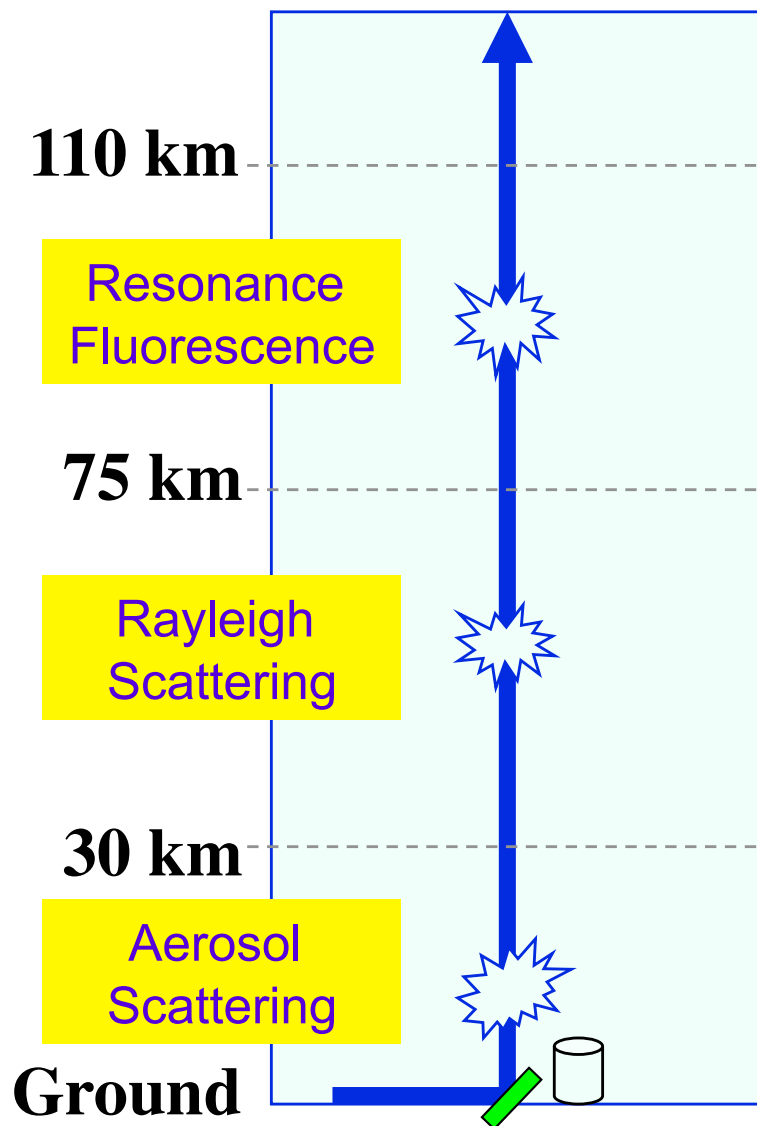 110 km
Resonance
Fluorescence
75 km
Rayleigh
Scattering
30 km
Aerosol
Scattering
Ground